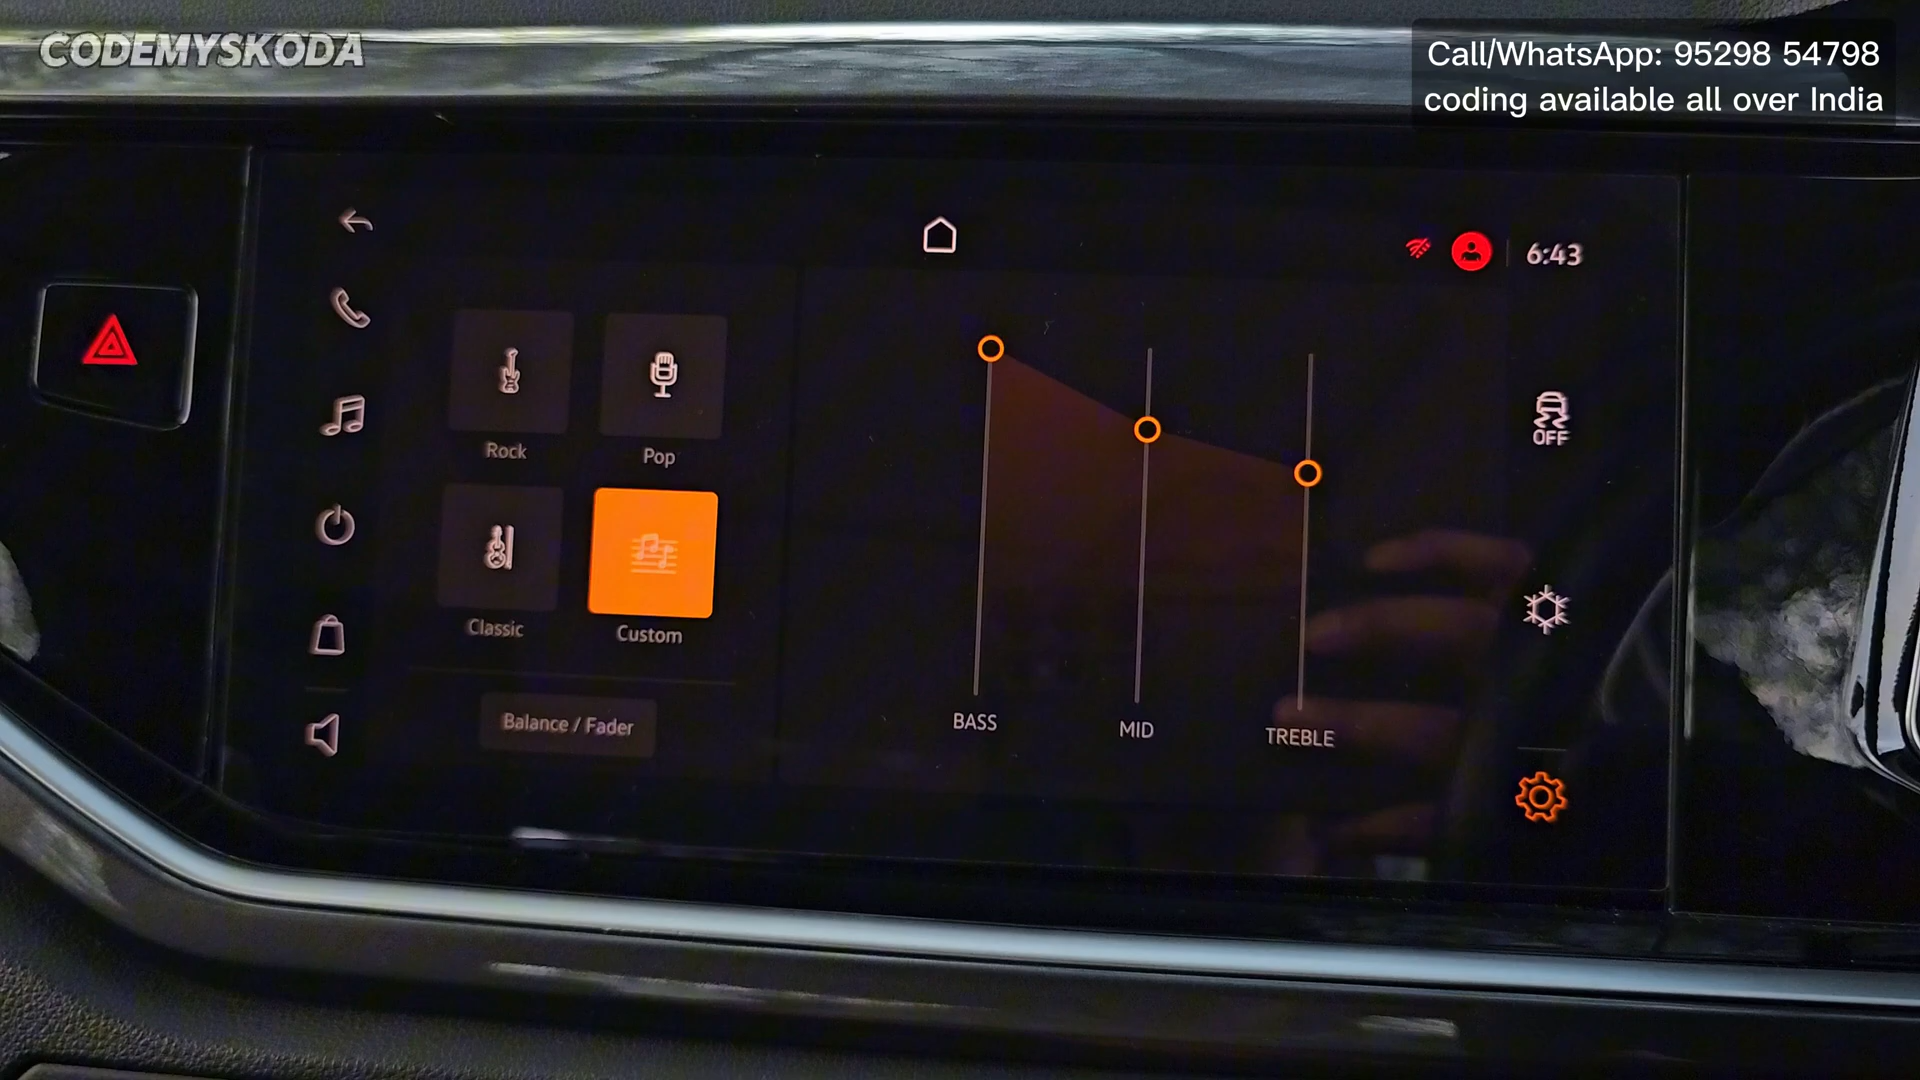 CODEMYSKODA
Call/WhatsApp: 95298 54798
coding available all over India
6:43
Rock
Pop
OFF
Classic
Custom
Balance / Fader
BASS
MID
TREBLE